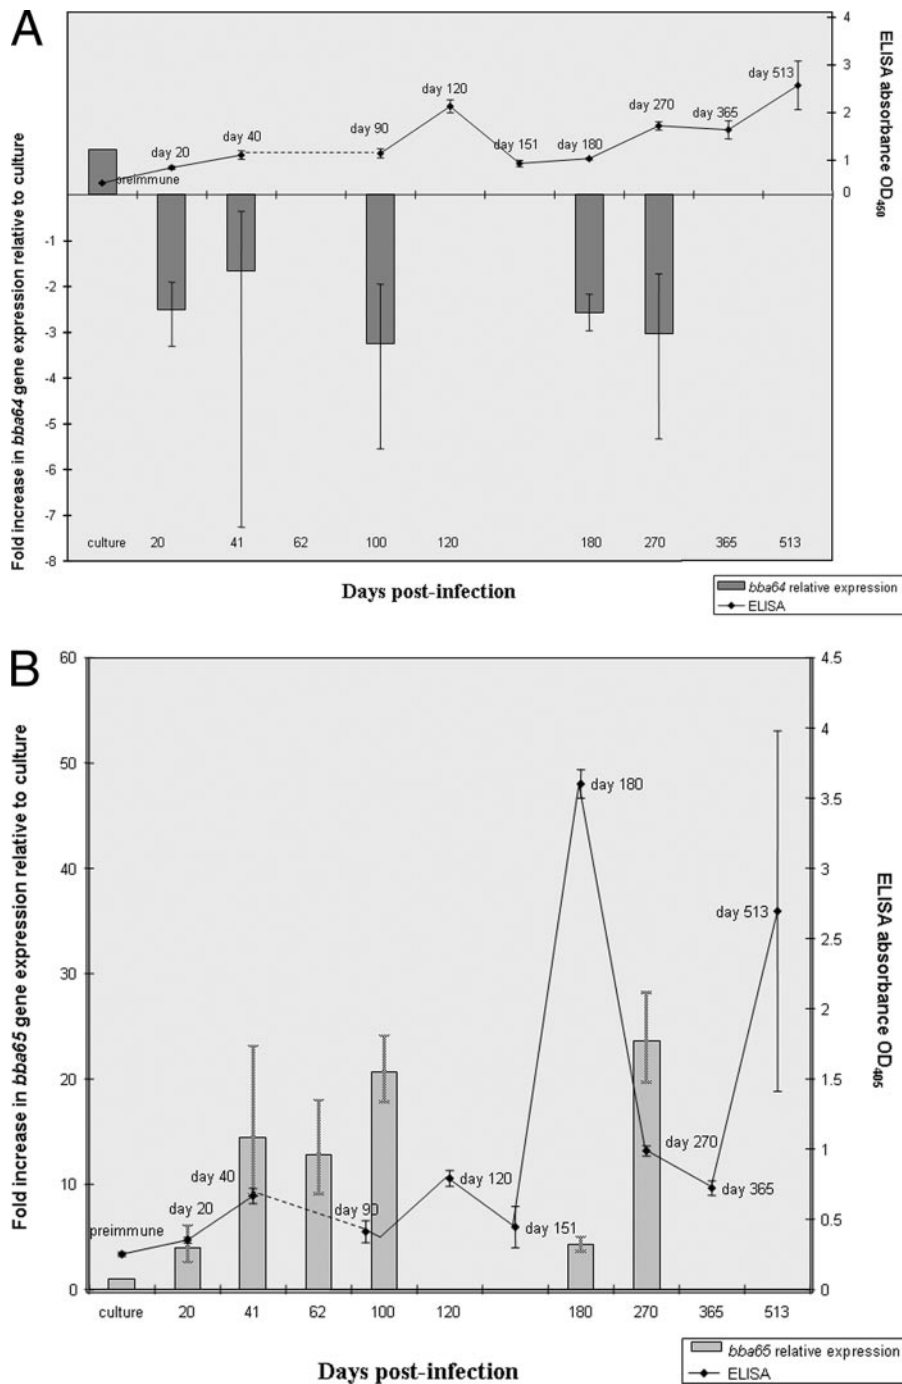 A
Fold increase in bba64 gene expression relative to culture
-1
-2
-3
-4
-5
-6
-7
-8
preimmune
day 20
day 40
day 90
day 120
day 151
day 180
day 270
day 365
day 513
4
3
2
1
0
ELISA absorbance OD450
culture 20 41 62 100 120 180 270 365 513
Days post-infection
bba64 relative expression
ELISA
B
Fold increase in bba65 gene expression relative to culture
60
50
40
30
20
10
0
preimmune
day 20
day 40
day 90
day 120
day 151
day 180
day 270
day 365
day 513
4.5
4
3.5
3
2.5
2
1.5
1
0.5
0
ELISA absorbance OD405
culture 20 41 62 100 120 180 270 365 513
Days post-infection
bba65 relative expression
ELISA